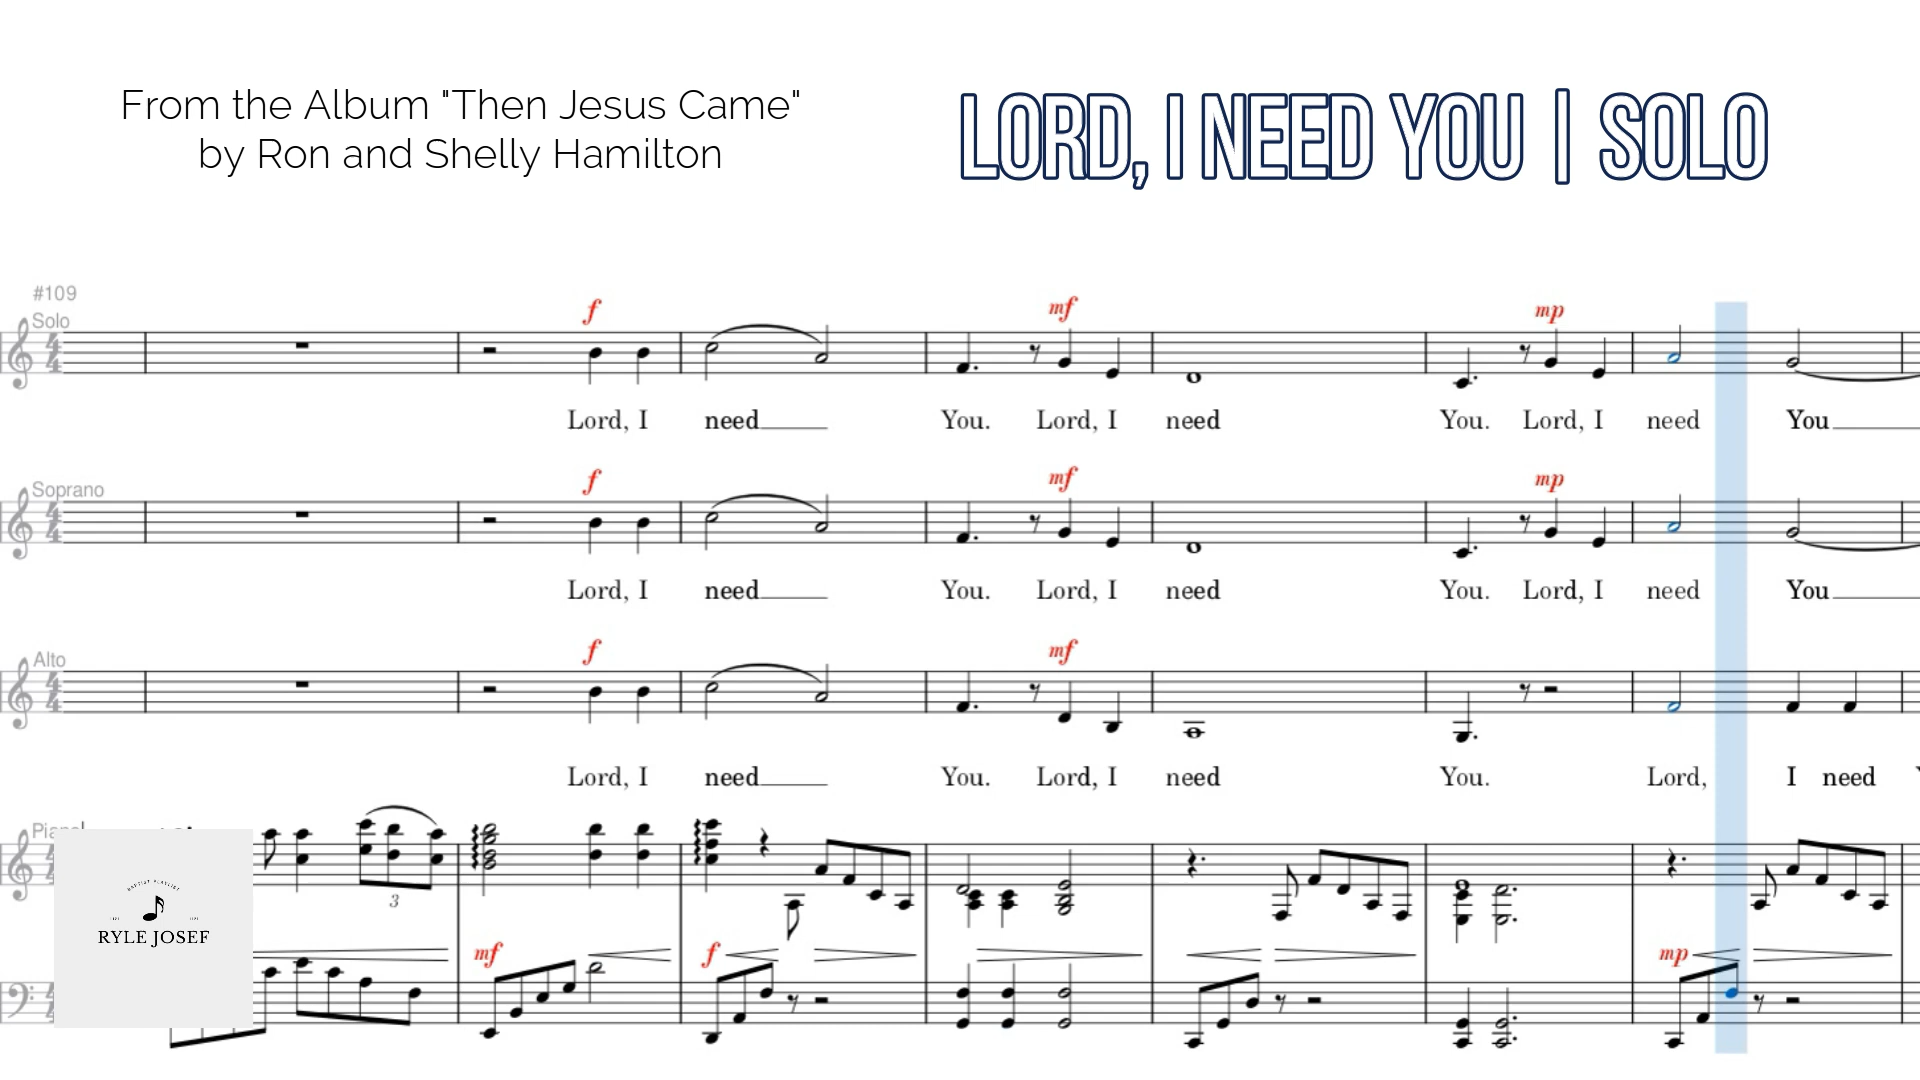 From the Album "Then Jesus Came"
by Ron and Shelly Hamilton
LORD, I NEED YOU | SOLO
#109
Solo
f mf mp
Lord, I need You. Lord, I need You. Lord, I need You
Soprano
f mf mp
Lord, I need You. Lord, I need You. Lord, I need You
Alto
f mf
Lord, I need You. Lord, I need You. Lord, I need
3
BAPTIST PLAYLIST
RYLE JOSEF
mf f mp